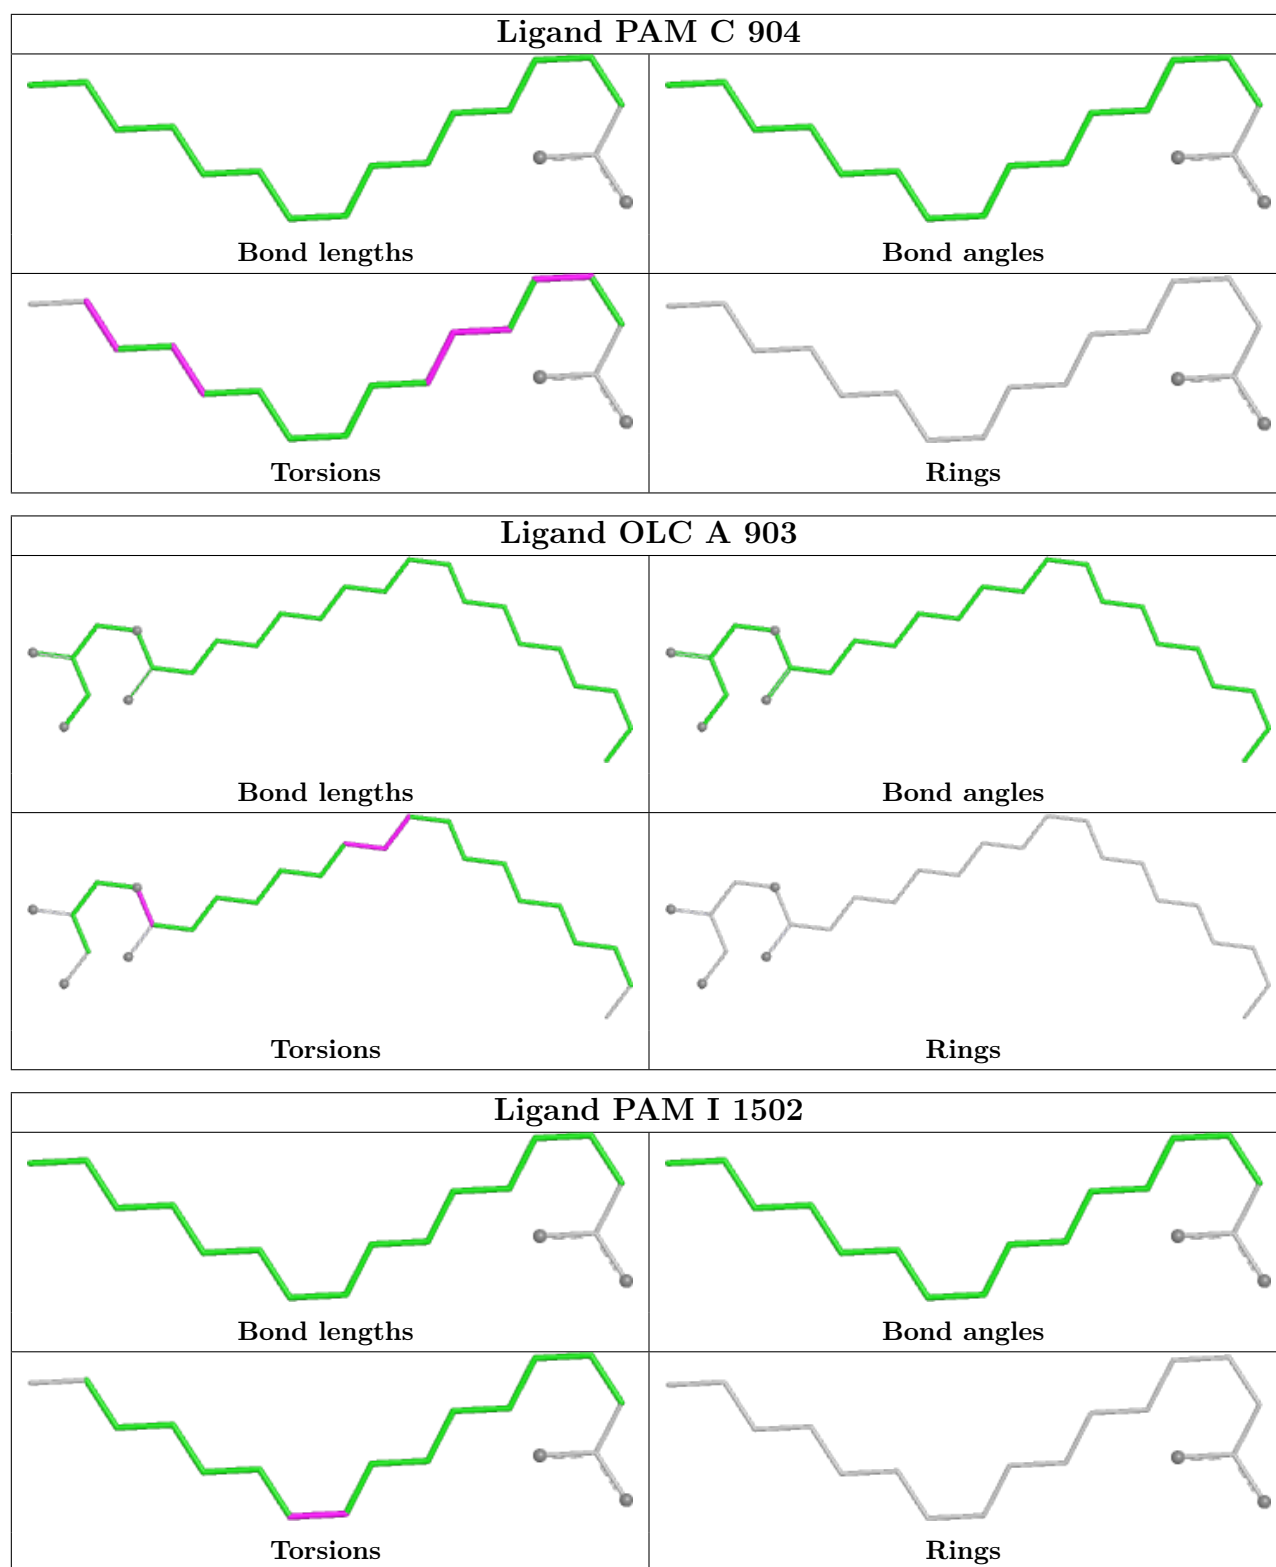 Ligand PAM C 904
Bond lengths
Bond angles
Torsions
Rings
Ligand OLC A 903
Bond lengths
Bond angles
Torsions
Rings
Ligand PAM I 1502
Bond lengths
Bond angles
Torsions
Rings